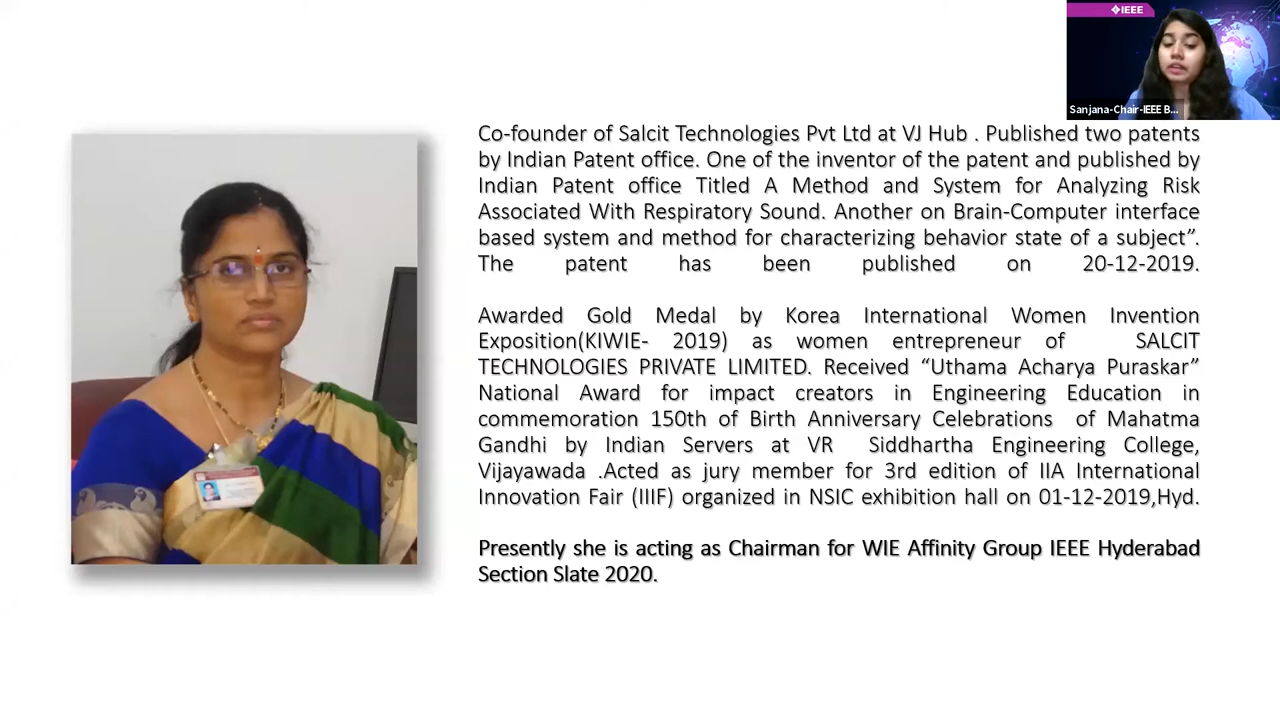 IEEE
Sanjana-Chair-IEEE B...
Co-founder of Salcit Technologies Pvt Ltd at VJ Hub . Published two patents
by Indian Patent office. One of the inventor of the patent and published by
Indian Patent office Titled A Method and System for Analyzing Risk
Associated With Respiratory Sound. Another on Brain-Computer interface
based system and method for characterizing behavior state of a subject”.
The patent has been published on 20-12-2019.
Awarded Gold Medal by Korea International Women Invention
Exposition(KIWIE- 2019) as women entrepreneur of SALCIT
TECHNOLOGIES PRIVATE LIMITED. Received “Uthama Acharya Puraskar”
National Award for impact creators in Engineering Education in
commemoration 150th of Birth Anniversary Celebrations of Mahatma
Gandhi by Indian Servers at VR Siddhartha Engineering College,
Vijayawada .Acted as jury member for 3rd edition of IIA International
Innovation Fair (IIIF) organized in NSIC exhibition hall on 01-12-2019,Hyd.
Presently she is acting as Chairman for WIE Affinity Group IEEE Hyderabad
Section Slate 2020.